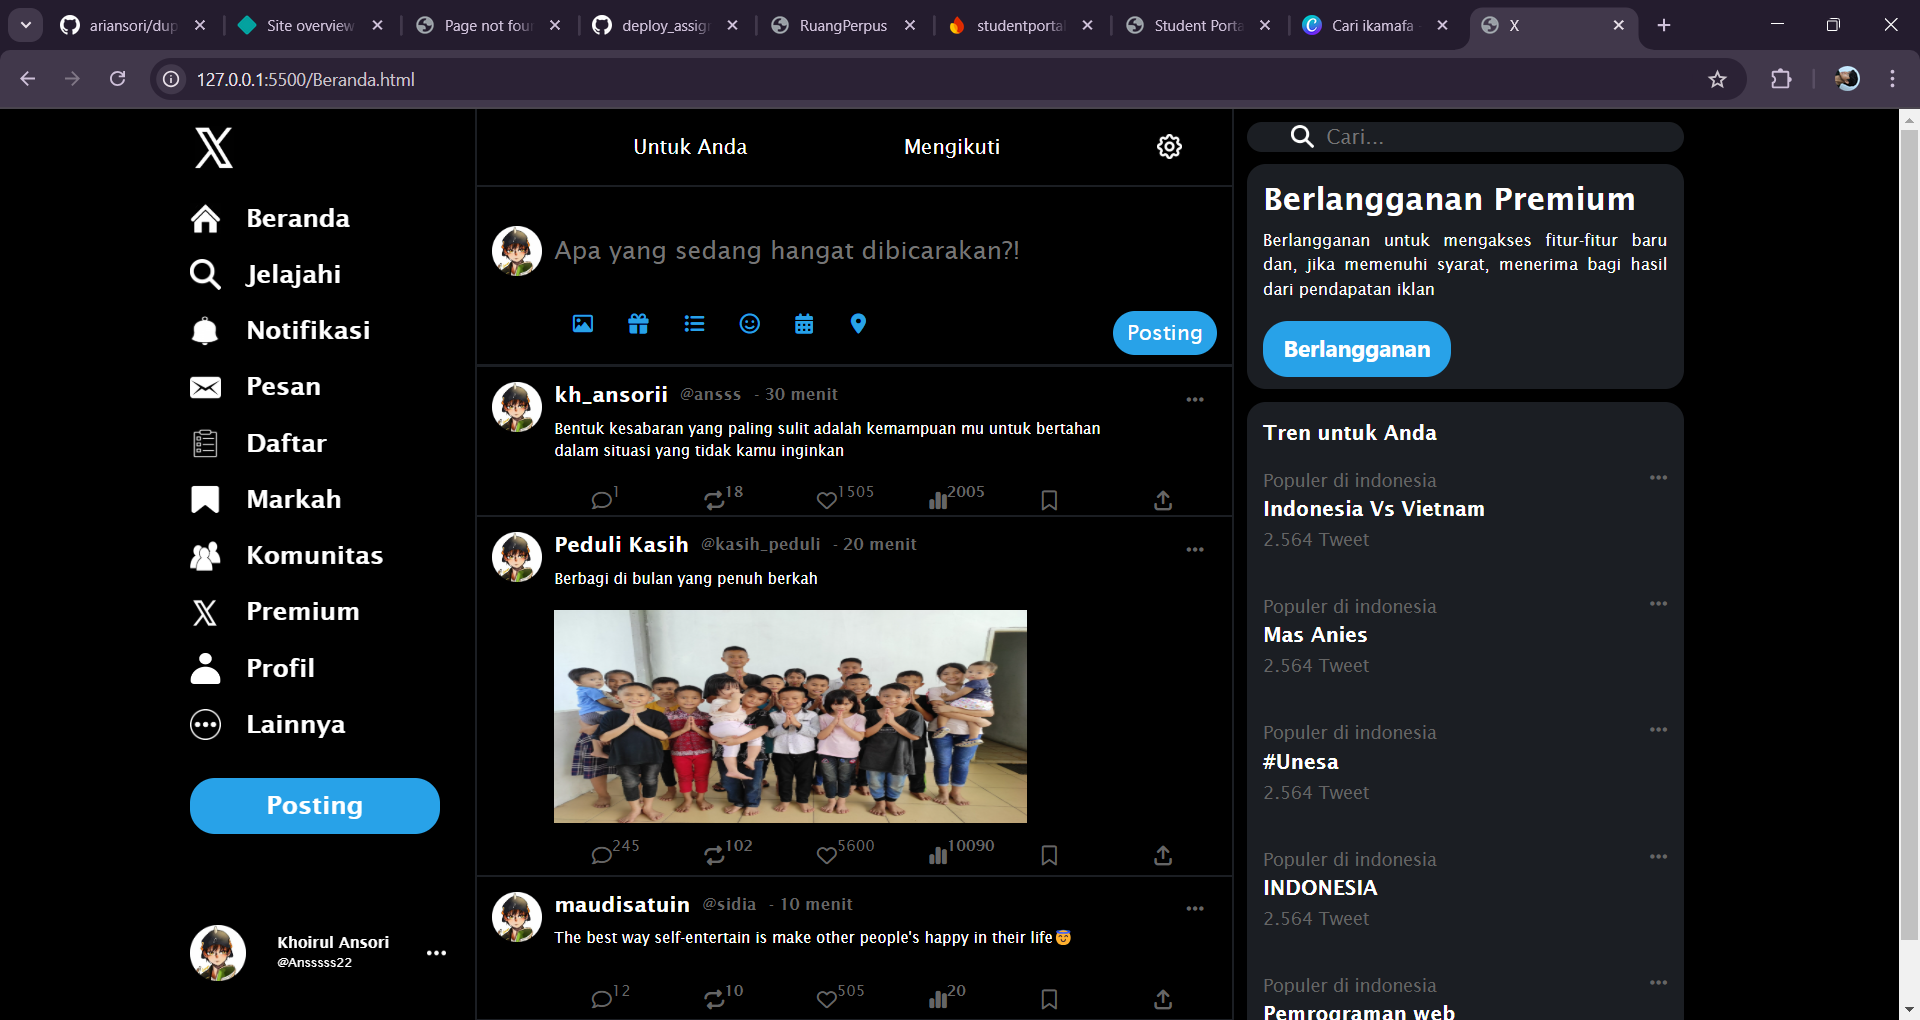 ariansori/dup
Site overview
Page not four
deploy_assign
RuangPerpus
studentportal
Student Porta
Cari ikamafa
X
127.0.0.1:5500/Beranda.html
Beranda
Jelajahi
Notifikasi
Pesan
Daftar
Markah
Komunitas
Premium
Profil
Lainnya
Posting
Khoirul Ansori
@Ansssss22
Untuk Anda
Mengikuti
Apa yang sedang hangat dibicarakan?!
Posting
kh_ansorii @ansss - 30 menit
Bentuk kesabaran yang paling sulit adalah kemampuan mu untuk bertahan
dalam situasi yang tidak kamu inginkan
1 18 1505 2005
Peduli Kasih @kasih_peduli - 20 menit
Berbagi di bulan yang penuh berkah
245 102 5600 10090
maudisatuin @sidia - 10 menit
The best way self-entertain is make other people's happy in their life😇
12 10 505 20
Cari...
Berlangganan Premium
Berlangganan untuk mengakses fitur-fitur baru
dan, jika memenuhi syarat, menerima bagi hasil
dari pendapatan iklan
Berlangganan
Tren untuk Anda
Populer di indonesia
Indonesia Vs Vietnam
2.564 Tweet
Populer di indonesia
Mas Anies
2.564 Tweet
Populer di indonesia
#Unesa
2.564 Tweet
Populer di indonesia
INDONESIA
2.564 Tweet
Populer di indonesia
Pemrograman web